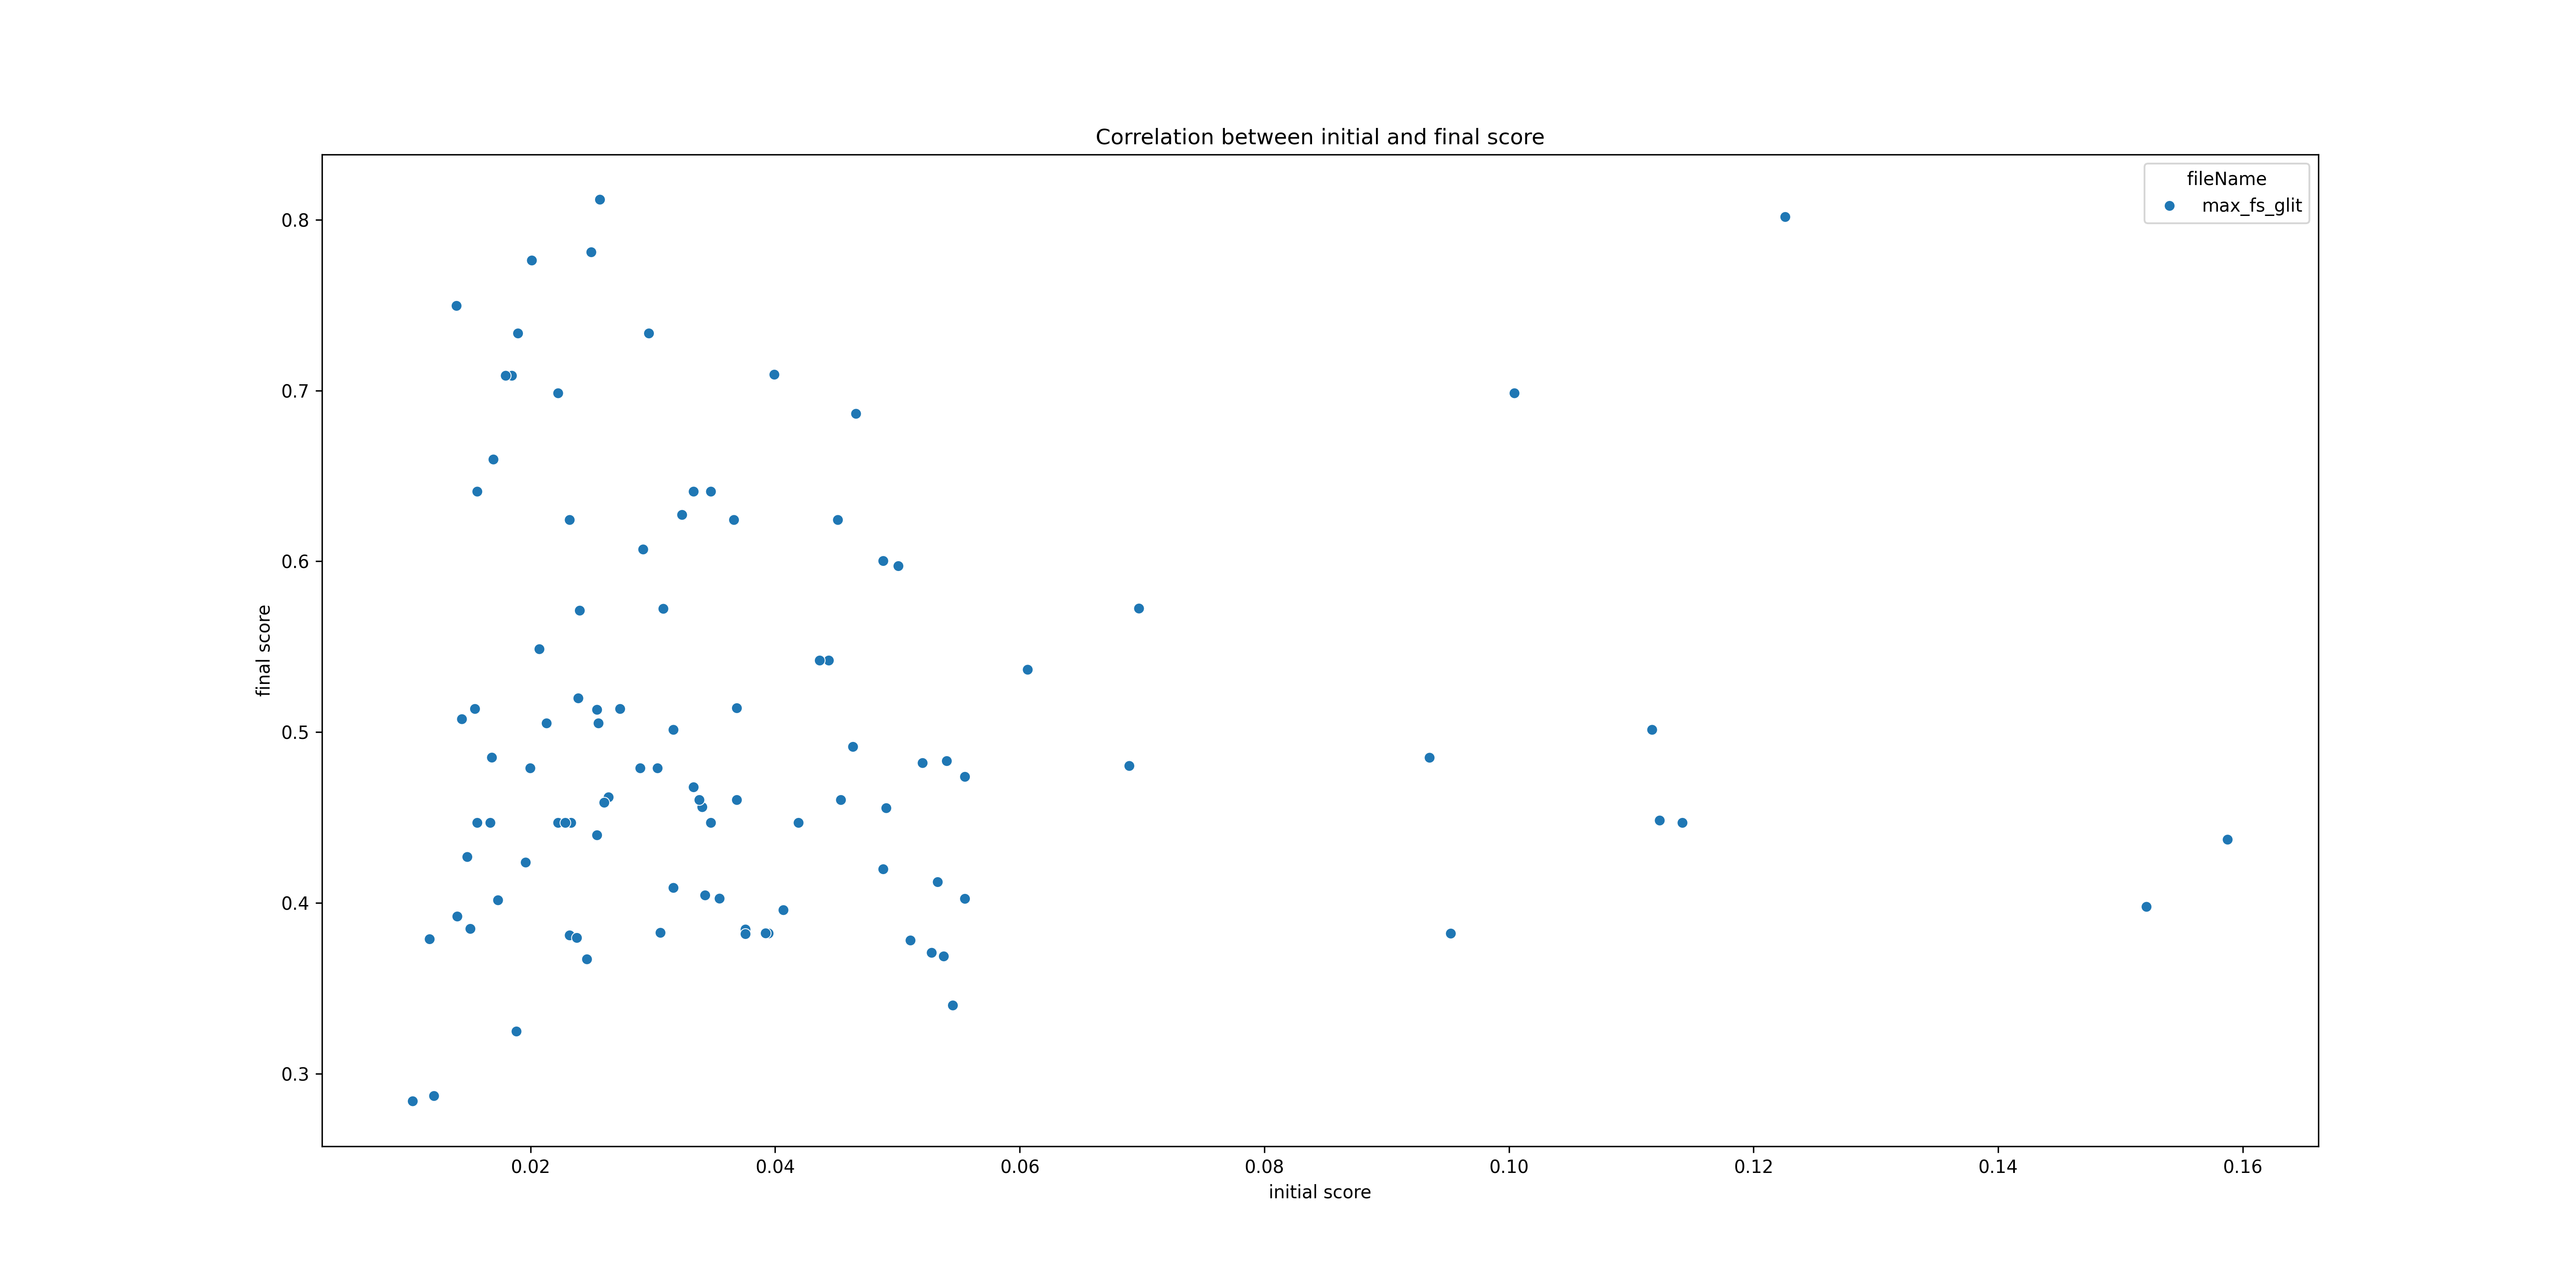 Correlation between initial and final score
fileName
max_fs_glit
0.8
0.7
0.6
0.5
0.4
0.3
final score
0.02 0.04 0.06 0.08 0.10 0.12 0.14 0.16
initial score